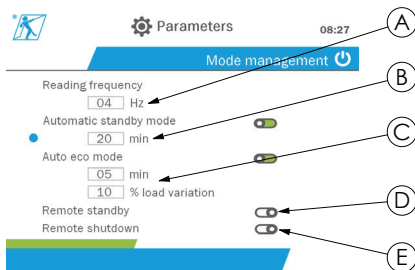 Parameters
08:27
Mode management
Reading frequency
04 Hz
Automatic standby mode
20 min
Auto eco mode
05 min
10 % load variation
Remote standby
Remote shutdown
A
B
C
D
E